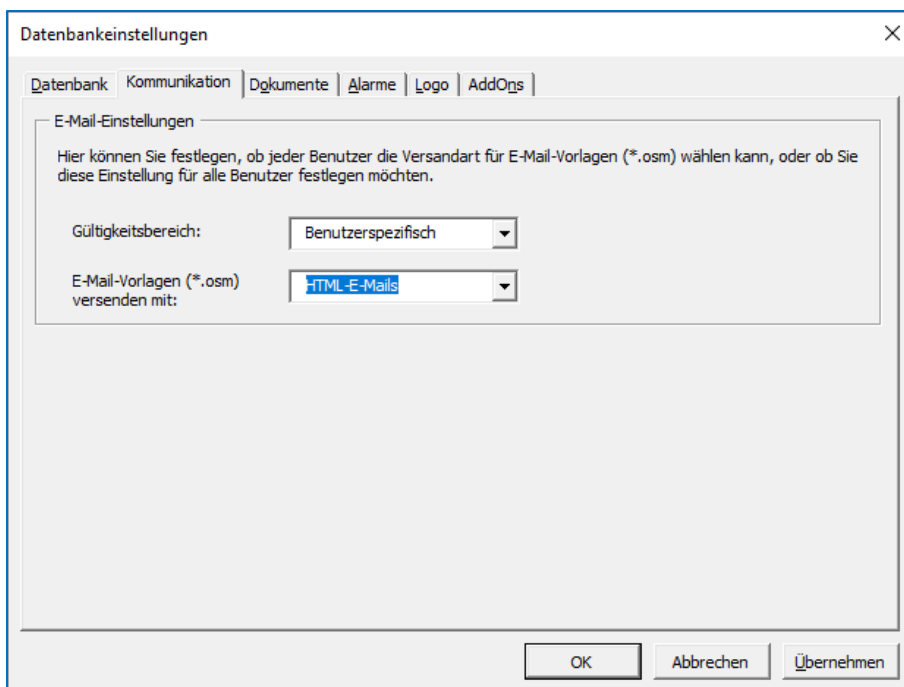 Datenbankeinstellungen
Datenbank Kommunikation Dokumente Alarme Logo AddOns
E-Mail-Einstellungen
Hier können Sie festlegen, ob jeder Benutzer die Versandart für E-Mail-Vorlagen (*.osm) wählen kann, oder ob Sie
diese Einstellung für alle Benutzer festlegen möchten.
Gültigkeitsbereich: Benutzerspezifisch
E-Mail-Vorlagen (*.osm)
versenden mit: HTML-E-Mails
OK Abbrechen Übernehmen